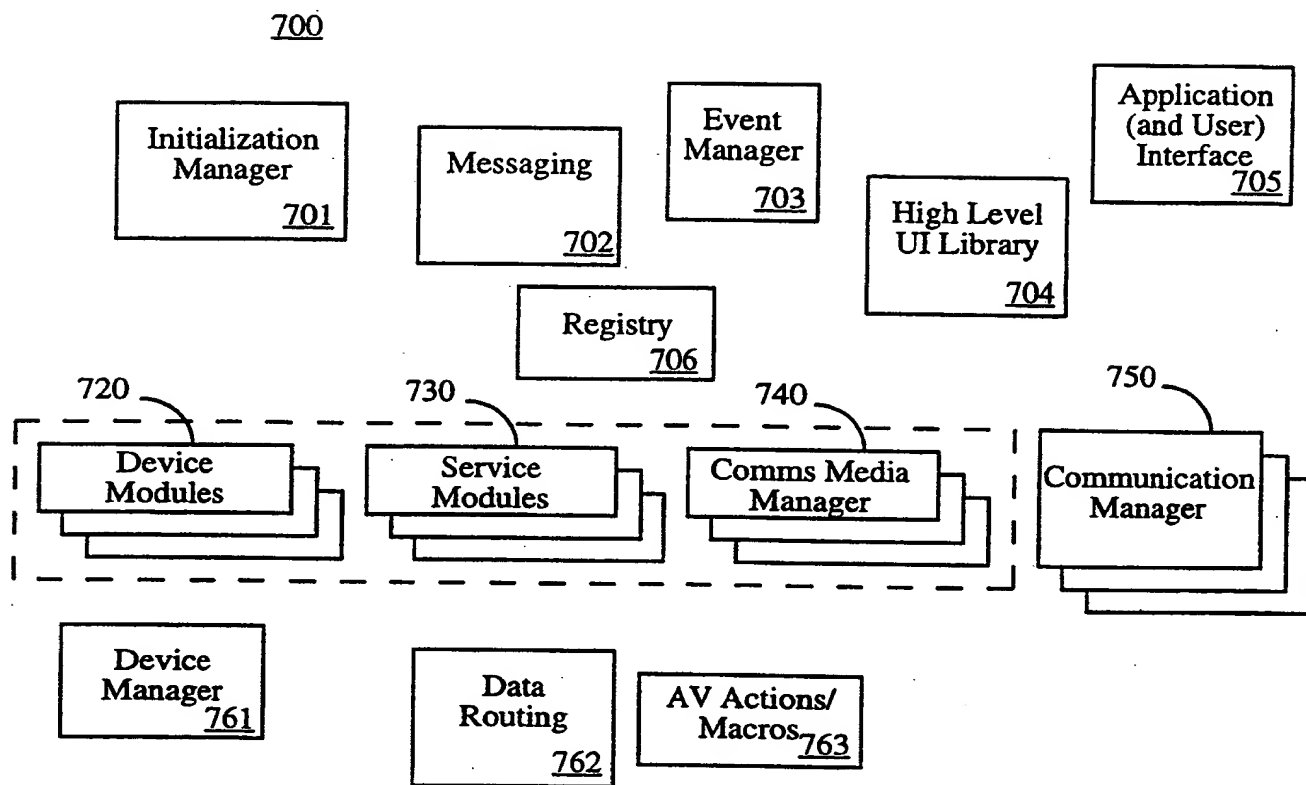 700
Initialization
Manager
701
Messaging
702
Event
Manager
703
High Level
UI Library
704
Application
(and User)
Interface
705
Registry
706
720
Device
Modules
730
Service
Modules
740
Comms Media
Manager
750
Communication
Manager
Device
Manager
761
Data
Routing
762
AV Actions/
Macros
763